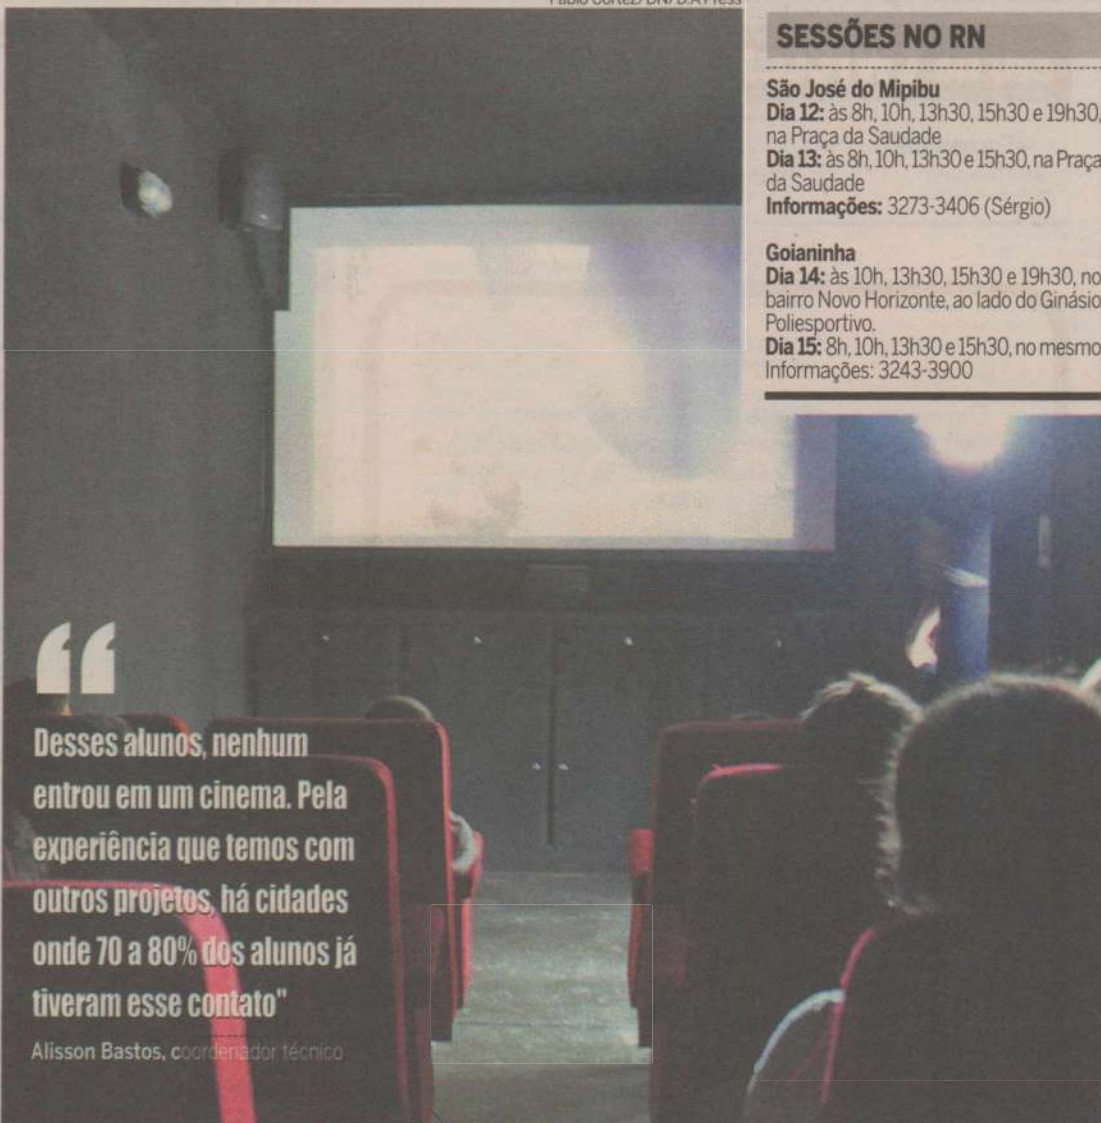 Fábio Cortez/DN/D.A Press
SESSÕES NO RN
São José do Mipibu
Dia 12: às 8h, 10h, 13h30, 15h30 e 19h30,
na Praça da Saudade
Dia 13: às 8h, 10h, 13h30 e 15h30, na Praça
da Saudade
Informações: 3273-3406 (Sérgio)
Goianinha
Dia 14: às 10h, 13h30, 15h30 e 19h30, no
bairro Novo Horizonte, ao lado do Ginásio
Poliesportivo.
Dia 15: 8h, 10h, 13h30 e 15h30, no mesmo
Informações: 3243-3900
“
Desses alunos, nenhum
entrou em um cinema. Pela
experiência que temos com
outros projetos, há cidades
onde 70 a 80% dos alunos já
tiveram esse contato"
Alisson Bastos, coordenador técnico